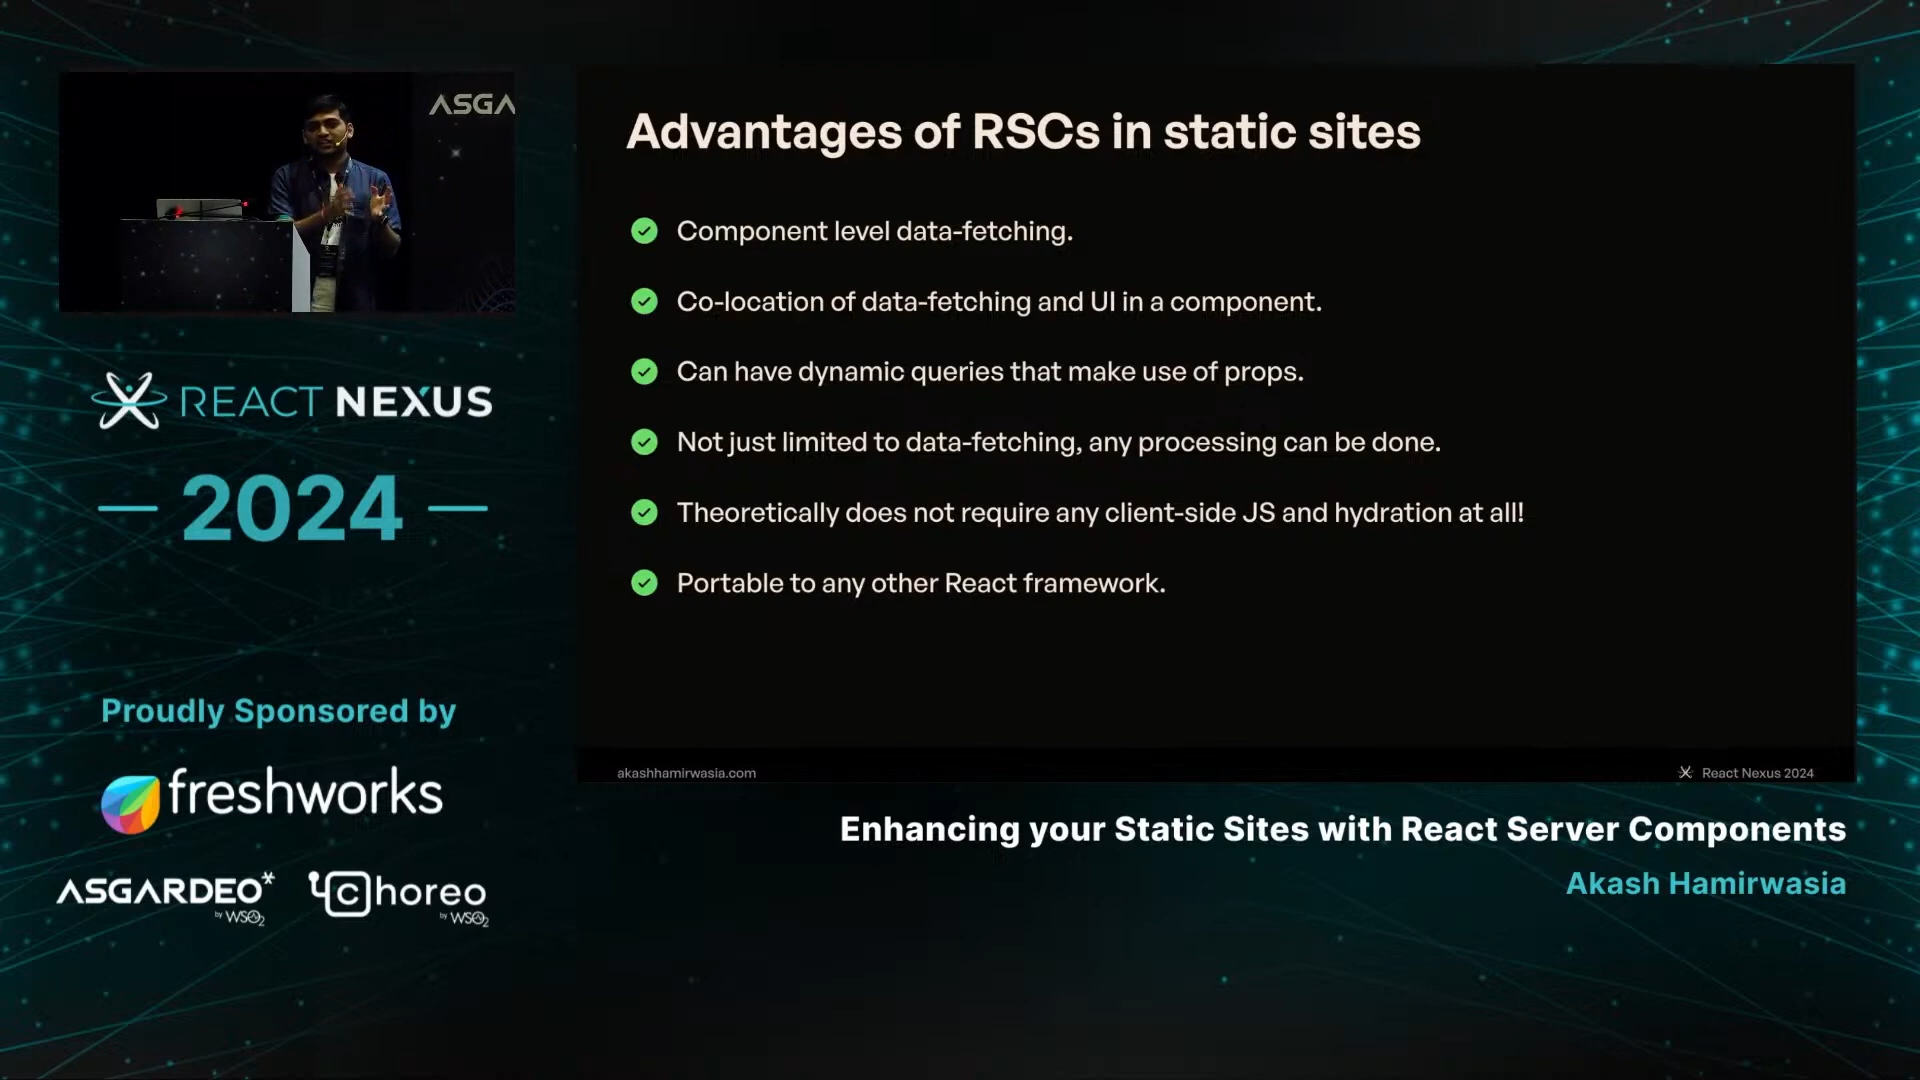 ASGA
REACT NEXUS
2024
Proudly Sponsored by
freshworks
ASGARDEO
by WSO2
choreo
by WSO2
Advantages of RSCs in static sites
Component level data-fetching.
Co-location of data-fetching and UI in a component.
Can have dynamic queries that make use of props.
Not just limited to data-fetching, any processing can be done.
Theoretically does not require any client-side JS and hydration at all!
Portable to any other React framework.
akashhamirwasia.com
React Nexus 2024
Enhancing your Static Sites with React Server Components
Akash Hamirwasia